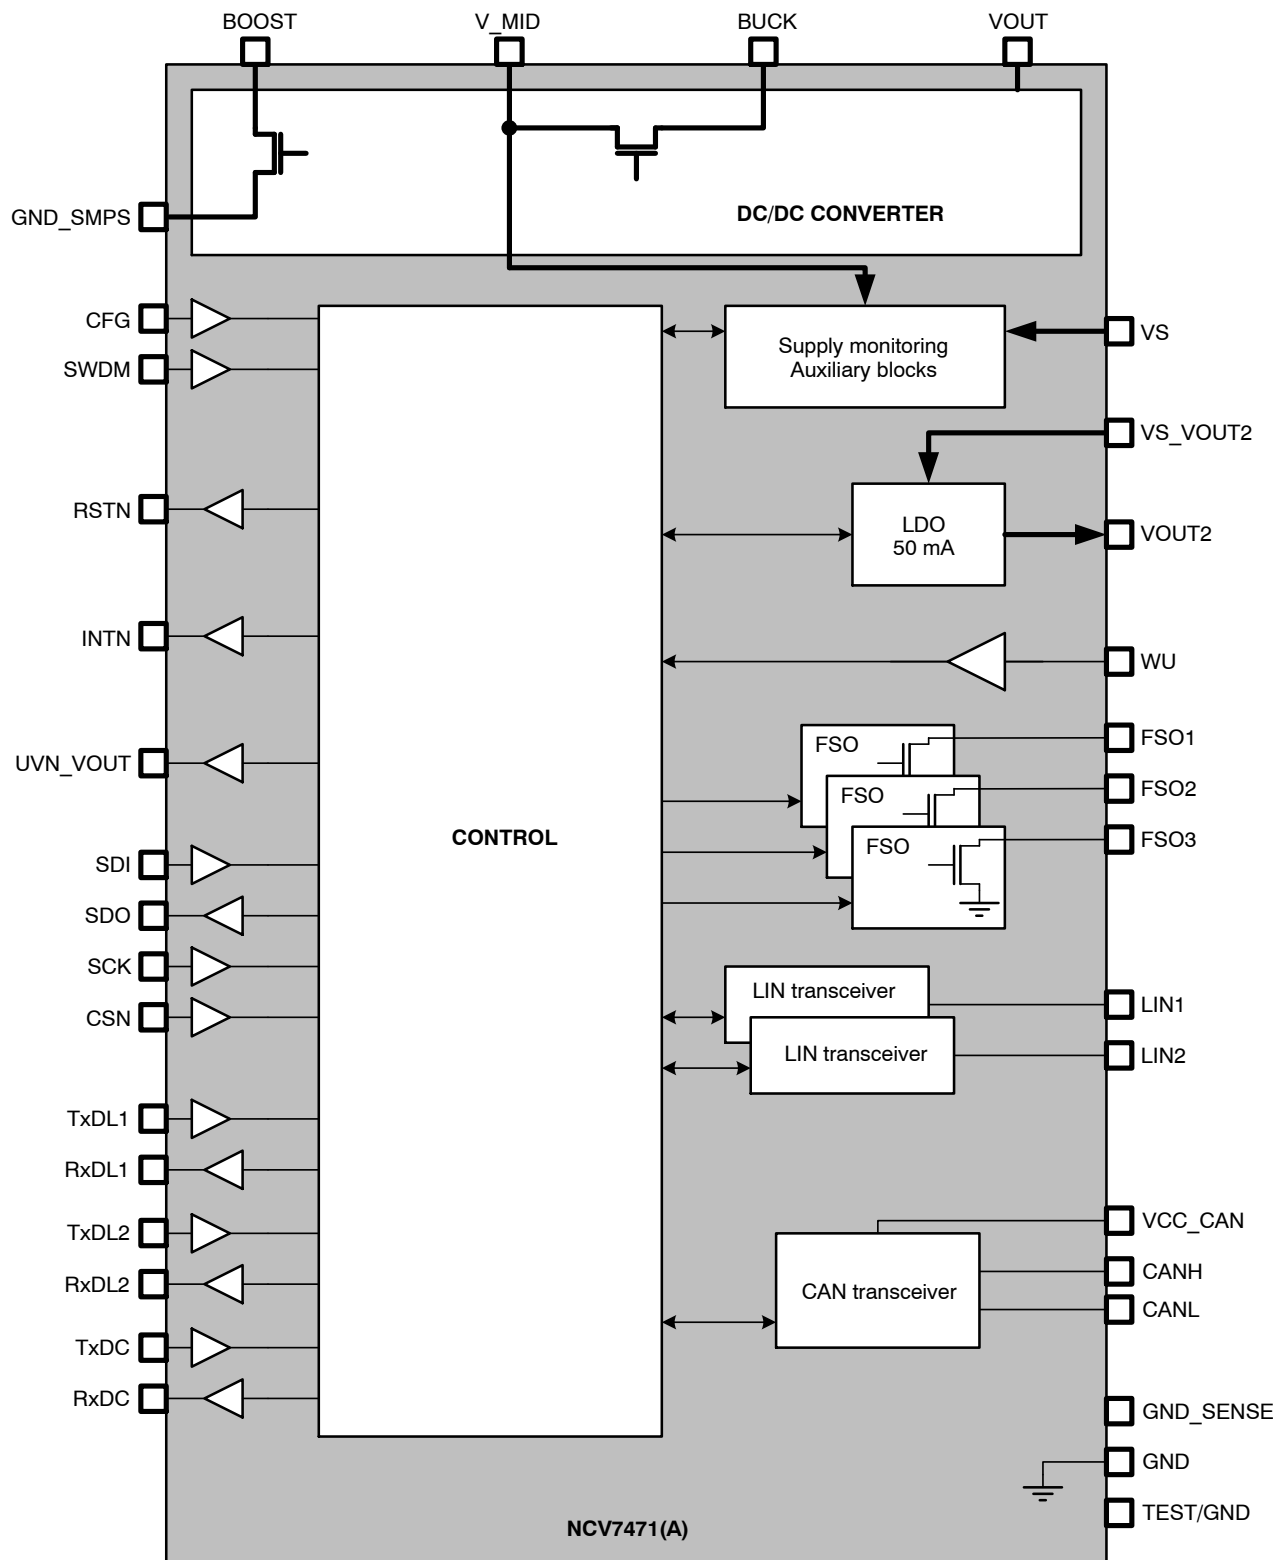 BOOST V_MID BUCK VOUT
GND_SMPS
DC/DC CONVERTER
CFG
SWDM
Supply monitoring
Auxiliary blocks
VS
VS_VOUT2
RSTN
LDO
50 mA
VOUT2
INTN
WU
UVN_VOUT
FSO
FSO1
FSO
FSO2
FSO
FSO3
CONTROL
SDI
SDO
SCK
CSN
LIN transceiver
LIN1
LIN transceiver
LIN2
TxDL1
RxDL1
TxDL2
RxDL2
TxDC
RxDC
VCC_CAN
CAN transceiver
CANH
CANL
GND_SENSE
GND
TEST/GND
NCV7471(A)